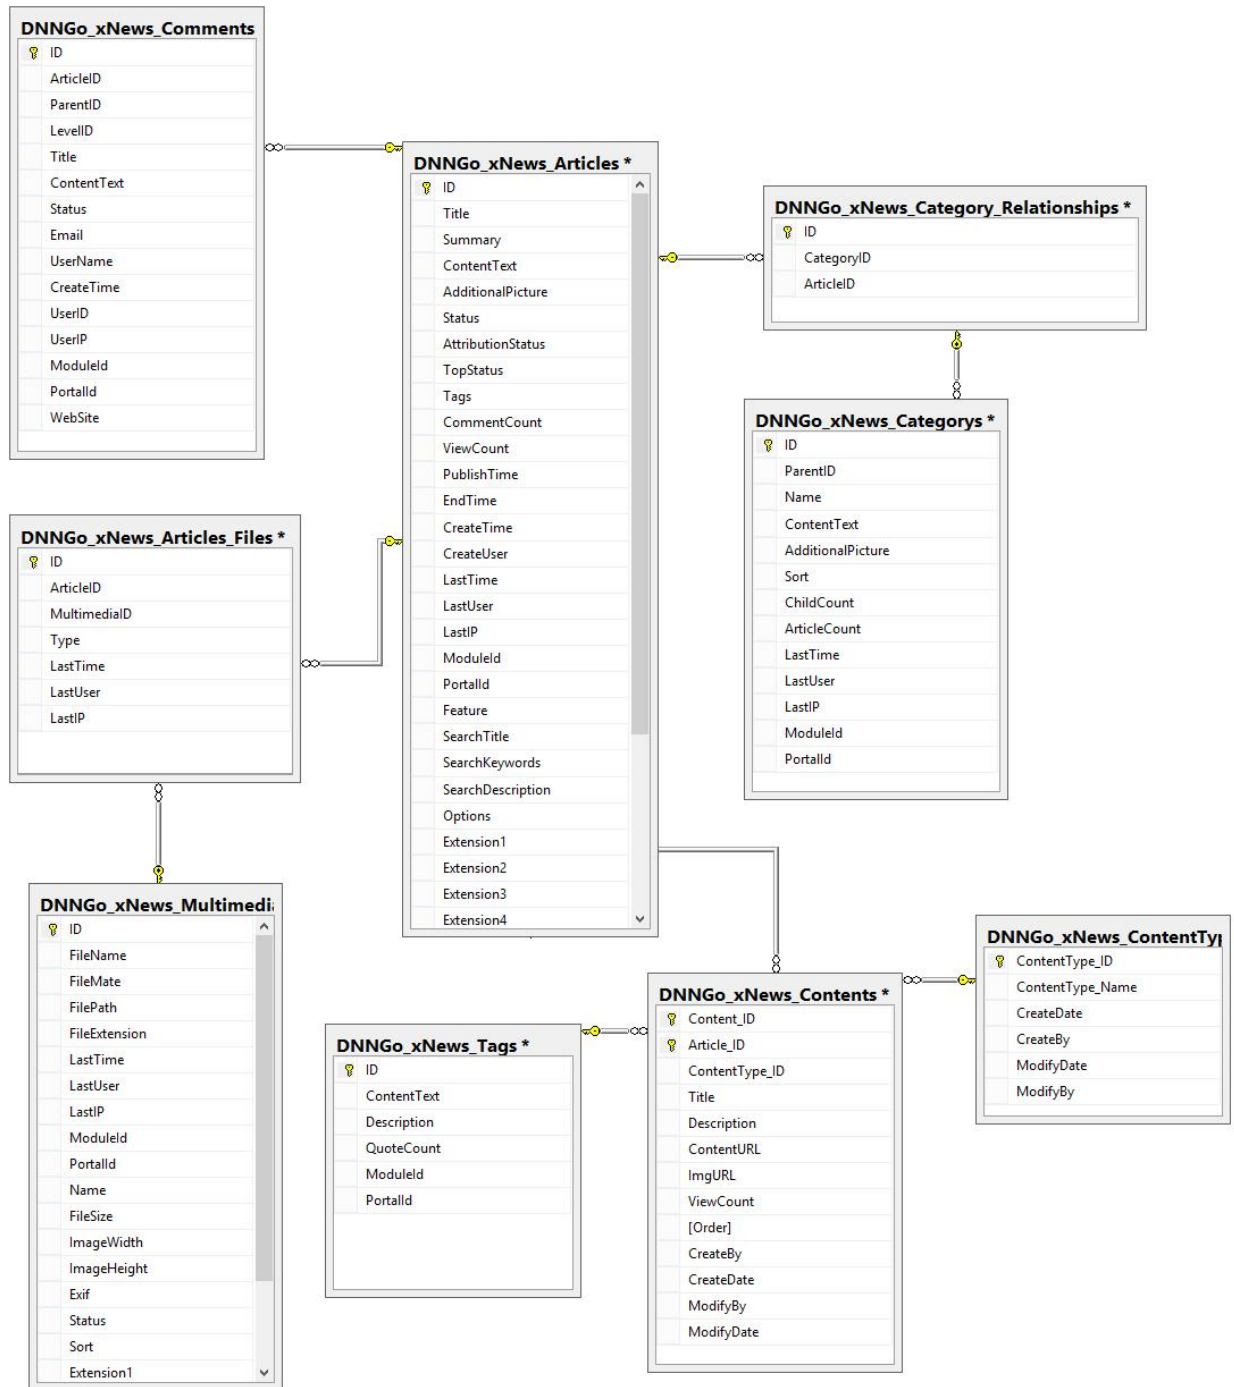 DNNGo_xNews_Comments
ID
ArticleID
ParentID
LevelID
Title
ContentText
Status
Email
UserName
CreateTime
UserID
UserIP
ModuleId
PortalId
WebSite
DNNGo_xNews_Articles *
ID
Title
Summary
ContentText
AdditionalPicture
Status
AttributionStatus
TopStatus
Tags
CommentCount
ViewCount
PublishTime
EndTime
CreateTime
CreateUser
LastTime
LastUser
LastIP
ModuleId
PortalId
Feature
SearchTitle
SearchKeywords
SearchDescription
Options
Extension1
Extension2
Extension3
Extension4
DNNGo_xNews_Category_Relationships *
ID
CategoryID
ArticleID
DNNGo_xNews_Categorys *
ID
ParentID
Name
ContentText
AdditionalPicture
Sort
ChildCount
ArticleCount
LastTime
LastUser
LastIP
ModuleId
PortalId
DNNGo_xNews_Articles_Files *
ID
ArticleID
MultimediaID
Type
LastTime
LastUser
LastIP
DNNGo_xNews_Multimedi
ID
FileName
FileMate
FilePath
FileExtension
LastTime
LastUser
LastIP
ModuleId
PortalId
Name
FileSize
ImageWidth
ImageHeight
Exif
Status
Sort
Extension1
DNNGo_xNews_Tags *
ID
ContentText
Description
QuoteCount
ModuleId
PortalId
DNNGo_xNews_Contents *
Content_ID
Article_ID
ContentType_ID
Title
Description
ContentURL
ImgURL
ViewCount
[Order]
CreateBy
CreateDate
ModifyBy
ModifyDate
DNNGo_xNews_ContentTyp
ContentType_ID
ContentType_Name
CreateDate
CreateBy
ModifyDate
ModifyBy